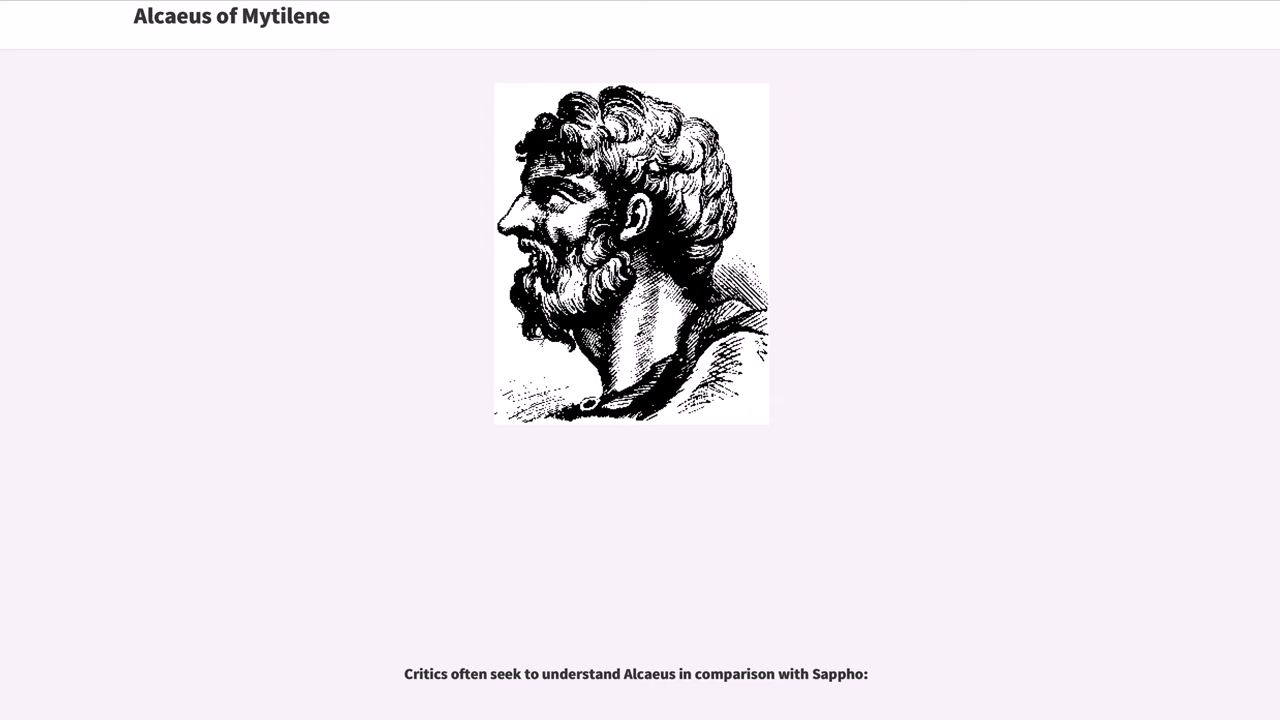 Alcaeus of Mytilene
Critics often seek to understand Alcaeus in comparison with Sappho: